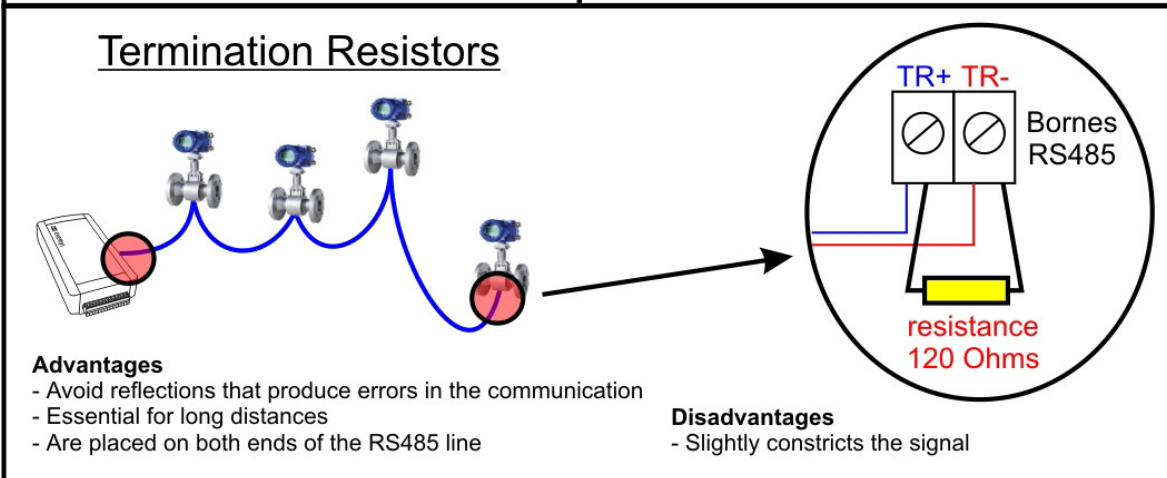 Termination Resistors
TR+ TR-
Bornes
RS485
resistance
120 Ohms
Advantages
- Avoid reflections that produce errors in the communication
- Essential for long distances
- Are placed on both ends of the RS485 line
Disadvantages
- Slightly constricts the signal